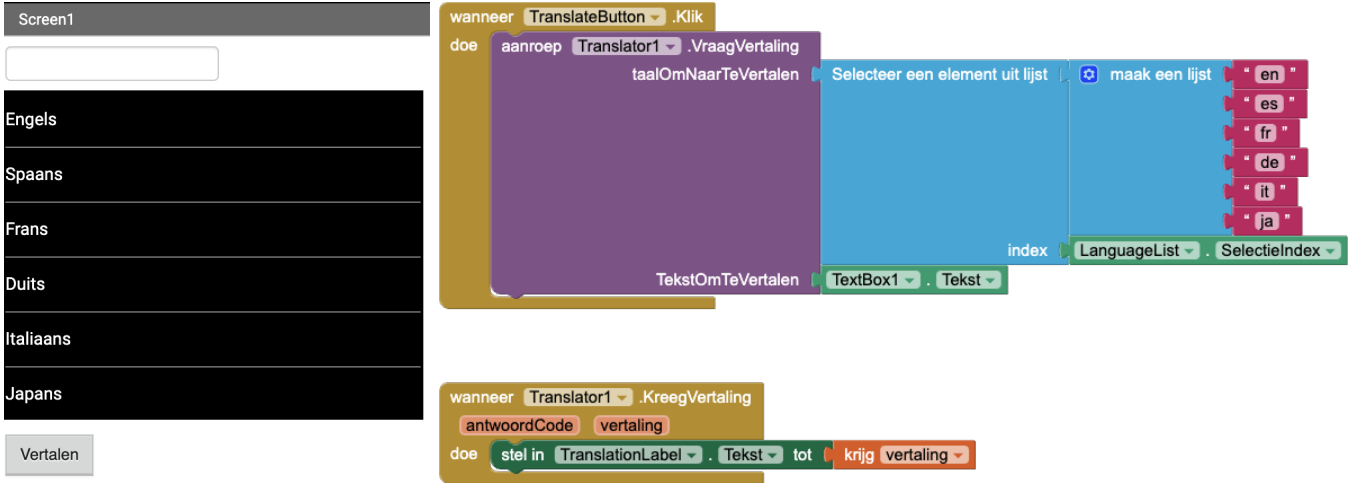 Screen1
Engels
Spaans
Frans
Duits
Italiaans
Japans
Vertalen
wanneer TranslateButton .Klik
doe aanroep Translator1 .VraagVertaling
taalOmNaarTeVertalen Selecteer een element uit lijst maak een lijst " en "
" es "
" fr "
" de "
" it "
" ja "
index LanguageList . SelectieIndex
TekstOmTeVertalen TextBox1 . Tekst
wanneer Translator1 .KreegVertaling
antwoordCode vertaling
doe stel in TranslationLabel . Tekst tot krijg vertaling